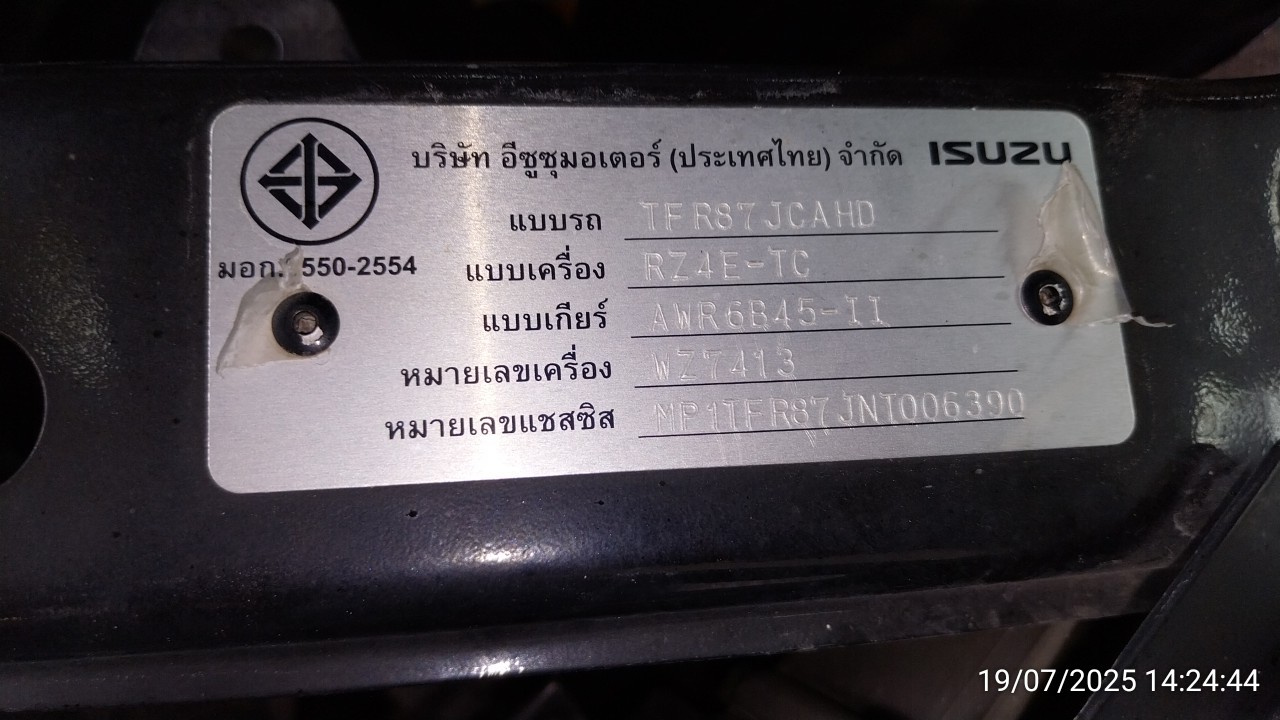 บริษัท อีซูซุมอเตอร์ (ประเทศไทย) จำกัด ISUZU
แบบรถ TFR87JCAHD
มอก. 550-2554
แบบเครื่อง RZ4E-TC
แบบเกียร์ AWR6B45-II
หมายเลขเครื่อง WZ7413
หมายเลขแชสซิส MP1TFR87JNT006390
19/07/2025 14:24:44